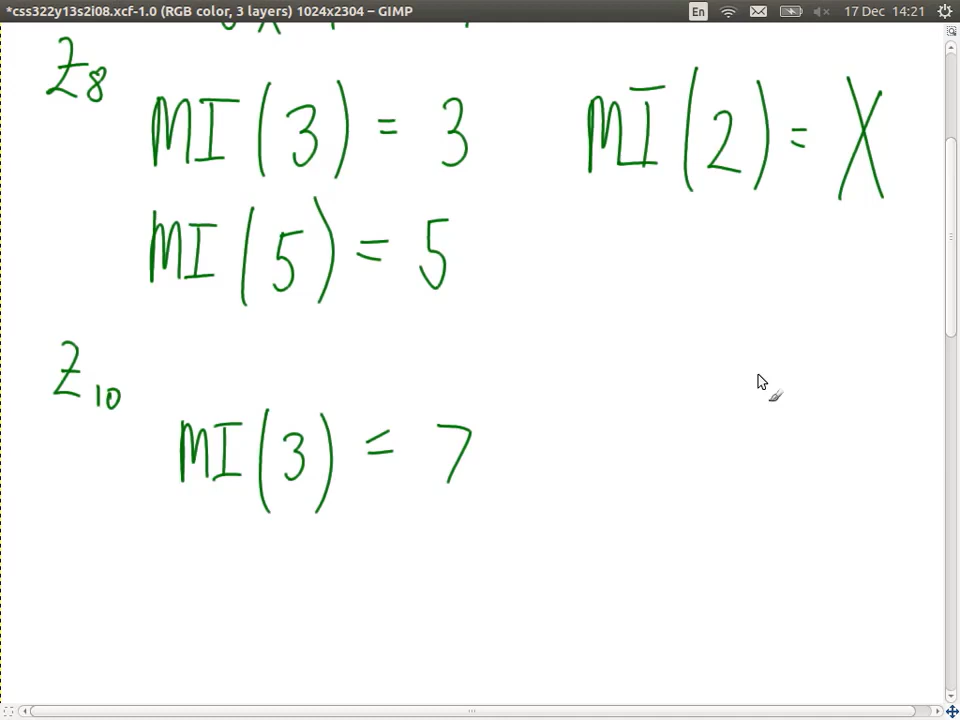 *css322y13s2i08.xcf-1.0 (RGB color, 3 layers) 1024x2304 – GIMP
En
17 Dec 14:21
Z8
MI(3) = 3
MI(2) = X
MI(5) = 5
Z10
MI(3) = 7